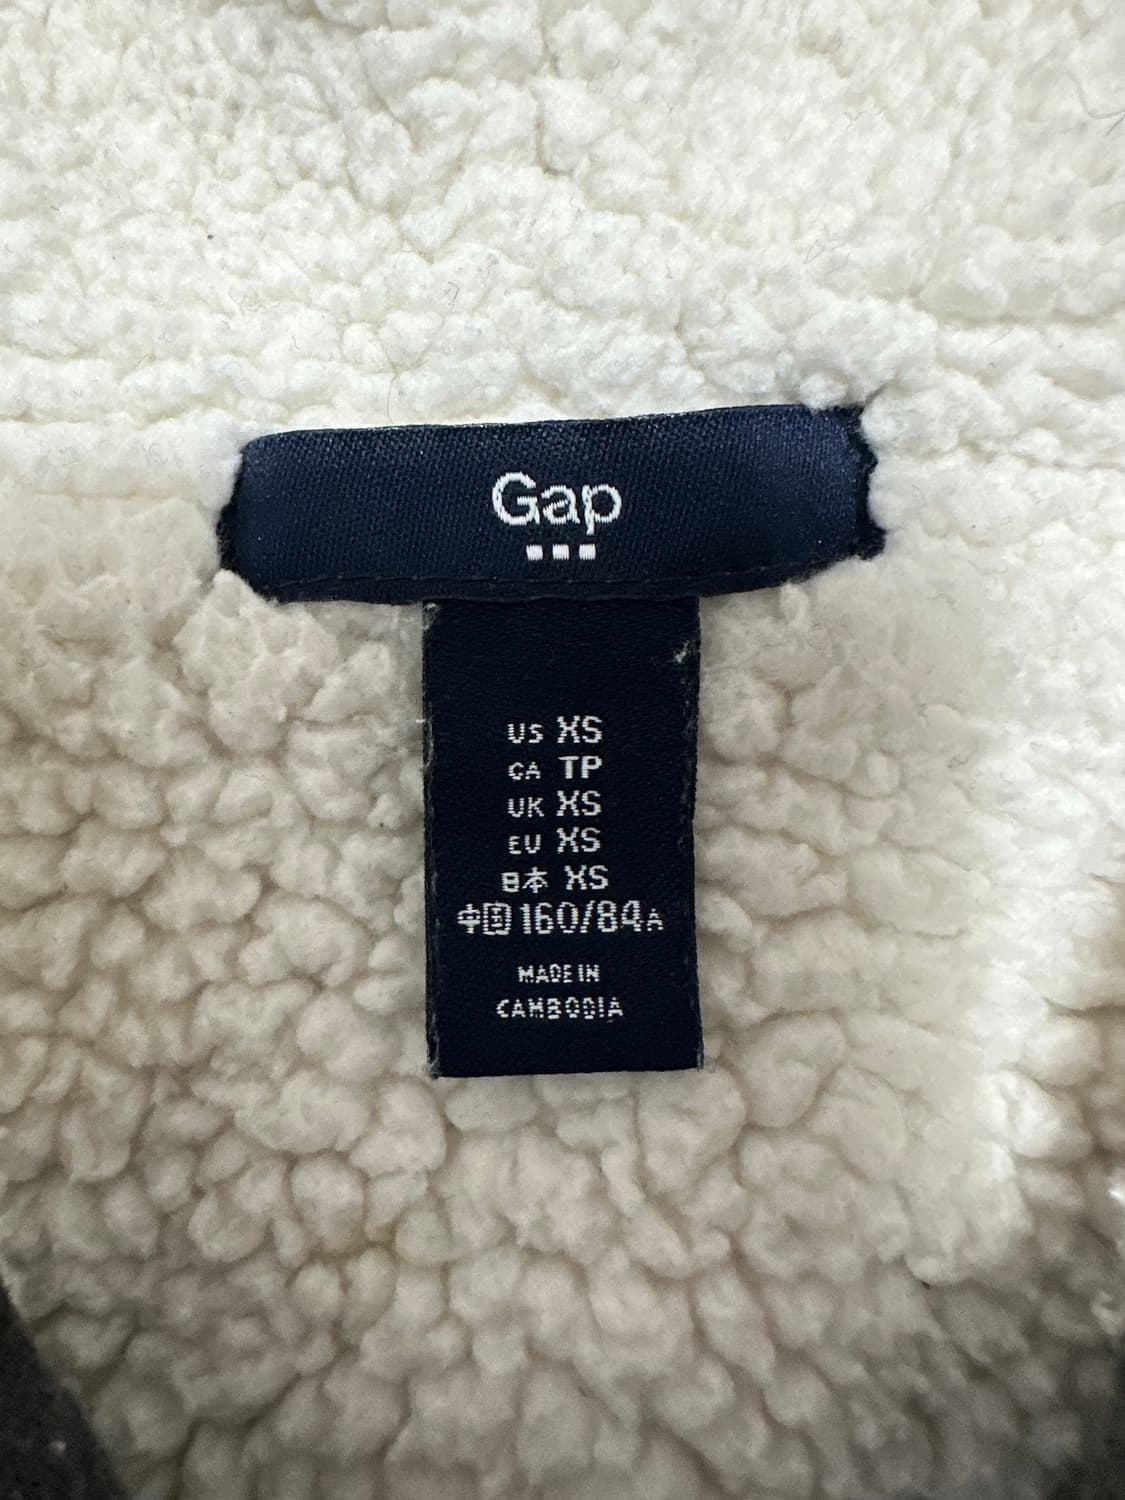 Gap
US XS
CA TP
UK XS
EU XS
日本 XS
中国 160/84A
MADE IN
CAMBODIA